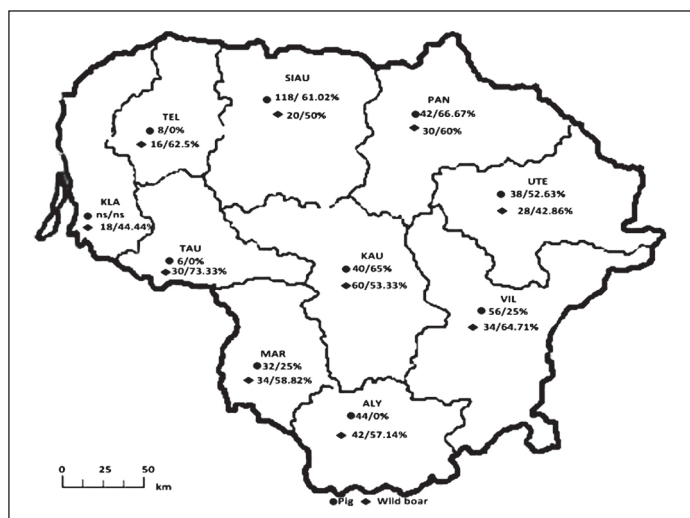 SIAU
118/ 61.02%
20/50%
PAN
42/66.67%
30/60%
TEL
8/0%
16/62.5%
UTE
38/52.63%
28/42.86%
KLA
ns/ns
18/44.44%
TAU
6/0%
30/73.33%
KAU
40/65%
60/53.33%
VIL
56/25%
34/64.71%
MAR
32/25%
34/58.82%
ALY
44/0%
42/57.14%
0 25 50
km
Pig Wild boar